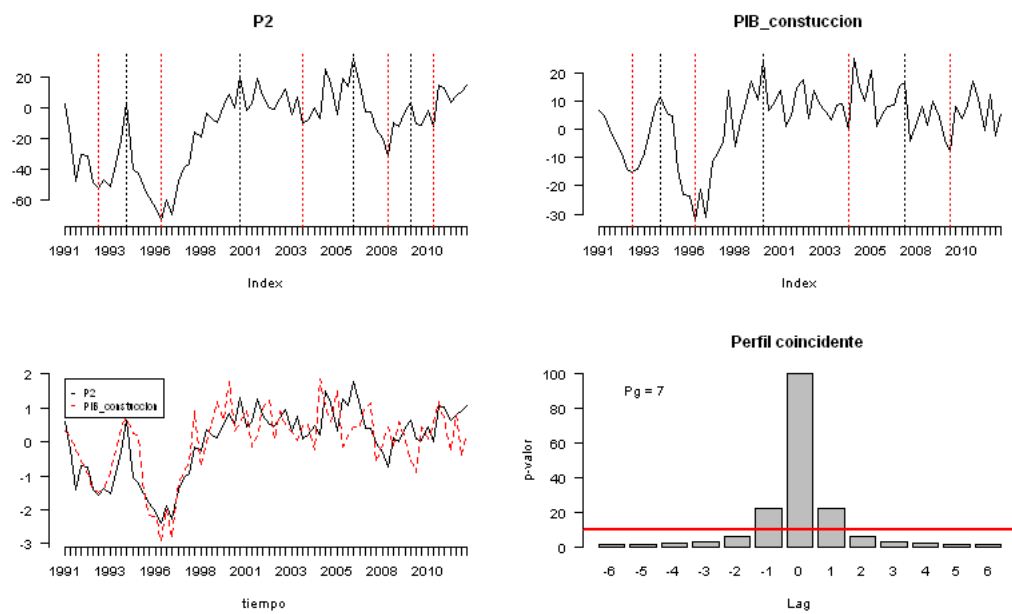 P2
20
0
-20
-40
-60
1991 1993 1996 1998 2001 2003 2005 2008 2010
Index
PIB_constuccion
20
10
0
-10
-20
-30
1991 1993 1996 1998 2000 2003 2005 2008 2010
Index
2
1
0
-1
-2
-3
P2
PIB_constuccion
1991 1993 1996 1998 2001 2003 2005 2008 2010
tiempo
Perfil coincidente
Pg = 7
p-valor
100
80
60
40
20
0
-6 -5 -4 -3 -2 -1 0 1 2 3 4 5 6
Lag